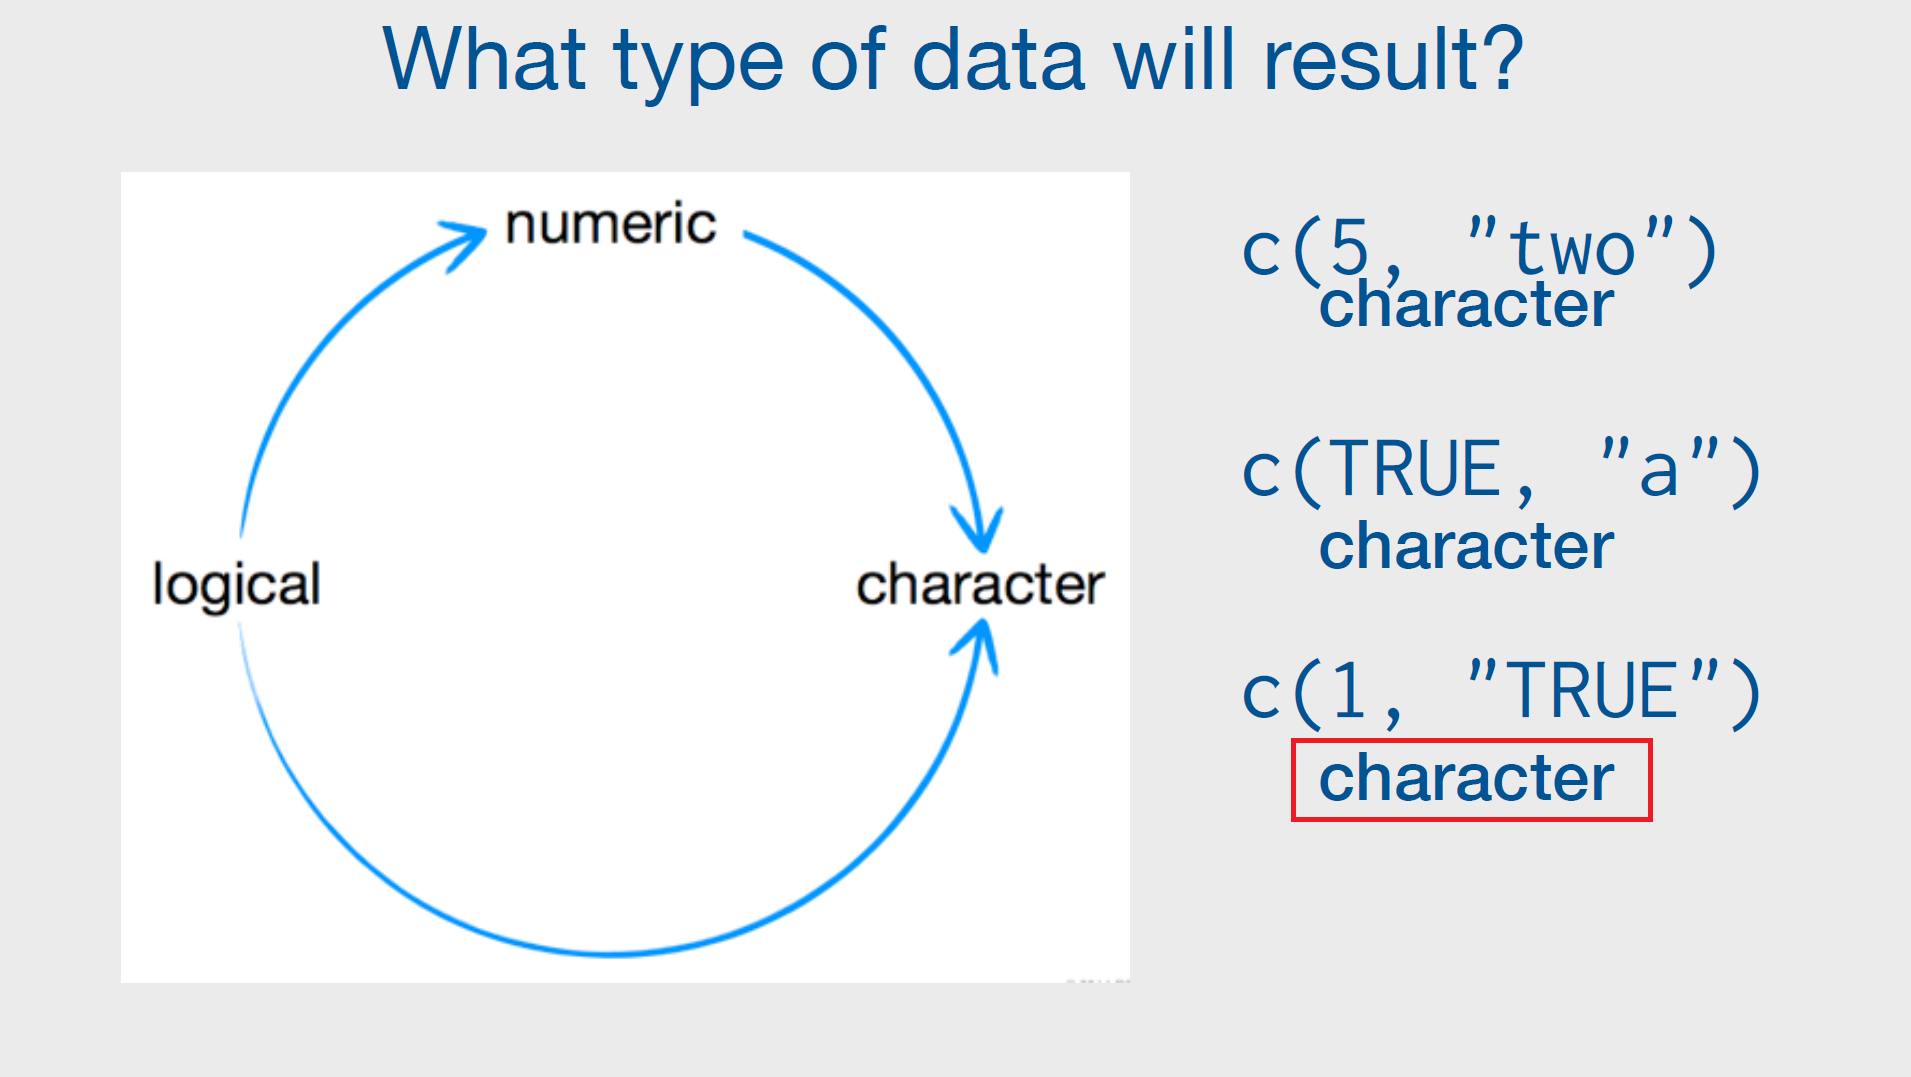 What type of data will result?
numeric
logical
character
c(5, "two")
character
c(TRUE, "a")
character
c(1, "TRUE")
character